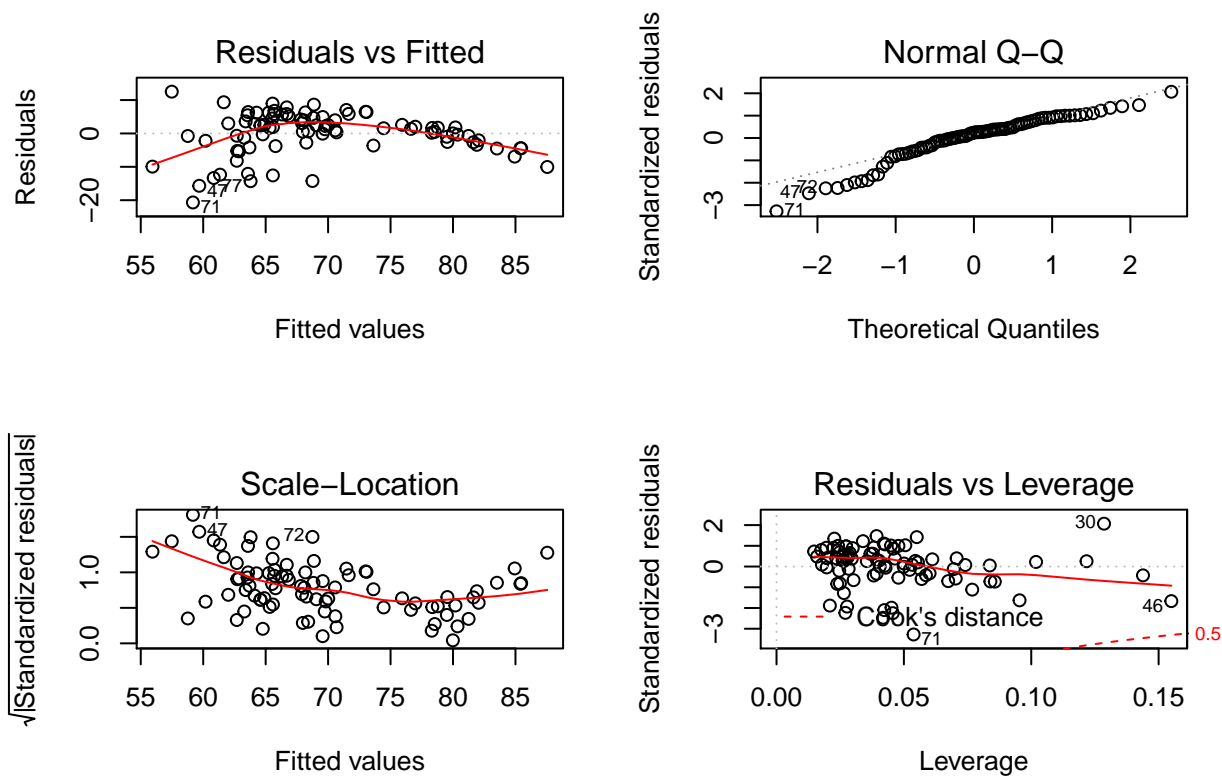 Residuals vs Fitted
Residuals
0
−20
47
77
71
55 60 65 70 75 80 85
Fitted values
Normal Q−Q
Standardized residuals
2
0
−3
47
72
71
−2 −1 0 1 2
Theoretical Quantiles
Scale−Location
√|Standardized residuals|
1.0
0.0
71
47
72
55 60 65 70 75 80 85
Fitted values
Residuals vs Leverage
Standardized residuals
2
0
−3
30
46
Cook's distance
71
0.5
0.00 0.05 0.10 0.15
Leverage